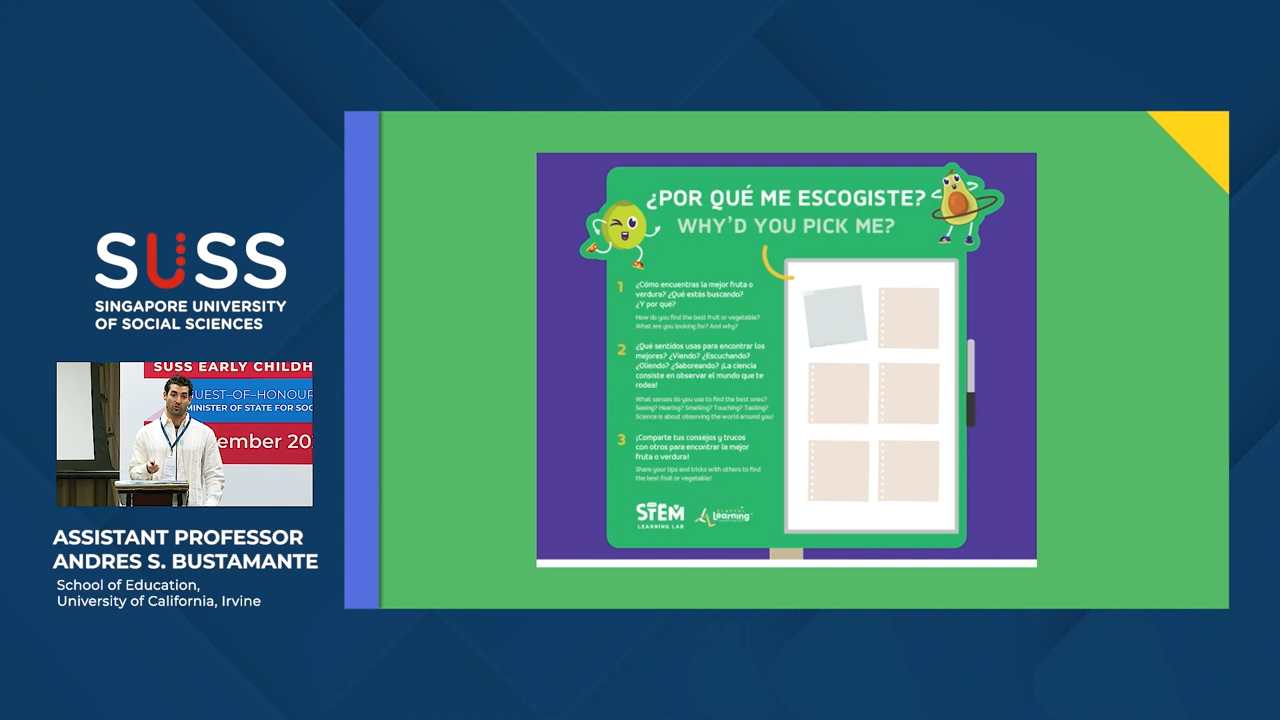 SUSS
SINGAPORE UNIVERSITY
OF SOCIAL SCIENCES
SUSS EARLY CHILDH
UEST-OF-HONOUR
MINISTER OF STATE FOR SOC
ember 20
ASSISTANT PROFESSOR
ANDRES S. BUSTAMANTE
School of Education,
University of California, Irvine
¿POR QUÉ ME ESCOGISTE?
WHY'D YOU PICK ME?
1
¿Cómo encuentras la mejor fruta o
verdura? ¿Qué estás buscando?
¿Y por qué?
How do you find the best fruit or vegetable?
What are you looking for? And why?
2
¿Qué sentidos usas para encontrar los
mejores? ¿Viendo? ¿Escuchando?
¿Oliendo? ¿Saboreando? ¡La ciencia
consiste en observar el mundo que te
rodea!
What senses do you use to find the best ones?
Seeing? Hearing? Smelling? Touching? Tasting?
Science is about observing the world around you!
3
¡Comparte tus consejos y trucos
con otros para encontrar la mejor
fruta o verdura!
Share your tips and tricks with others to find
the best fruit or vegetable!
STEM
LEARNING LAB
Learning